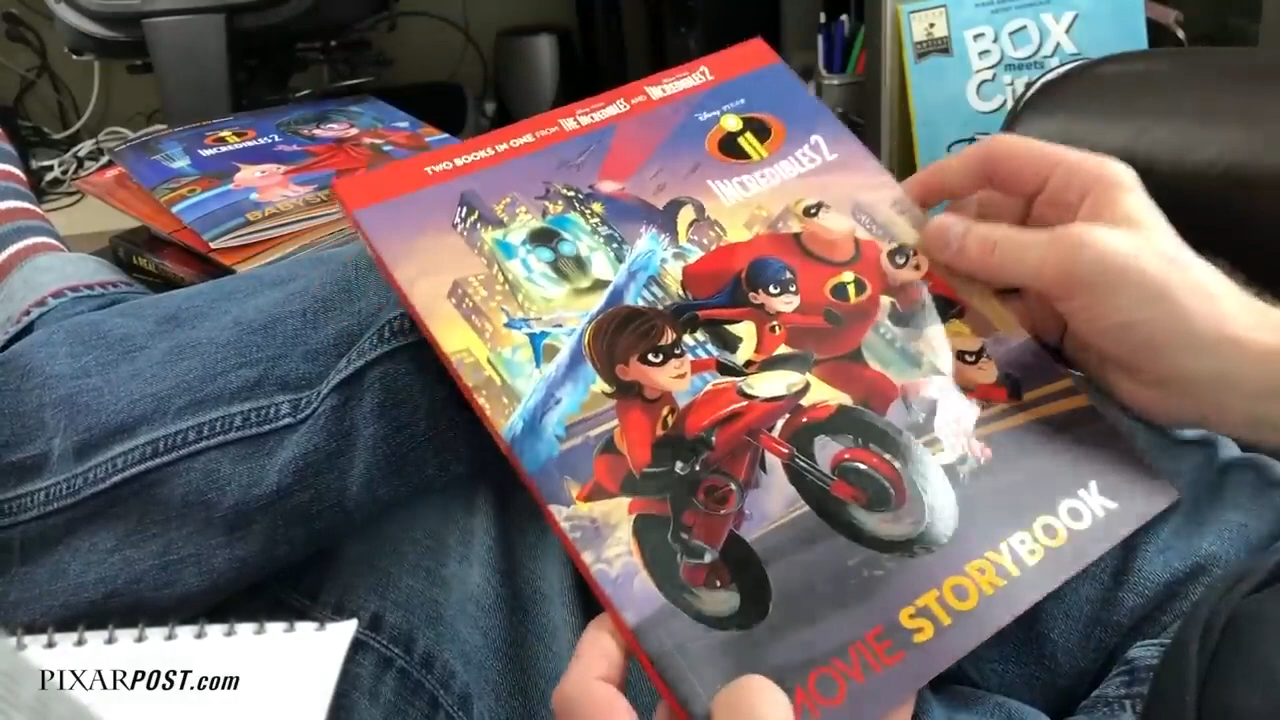 TWO BOOKS IN ONE FROM THE INCREDIBLES AND INCREDIBLES 2
Disney PIXAR
INCREDIBLES 2
MOVIE STORYBOOK
INCREDIBLES 2
A REAL
BOX
meets
PIXARPOST.com